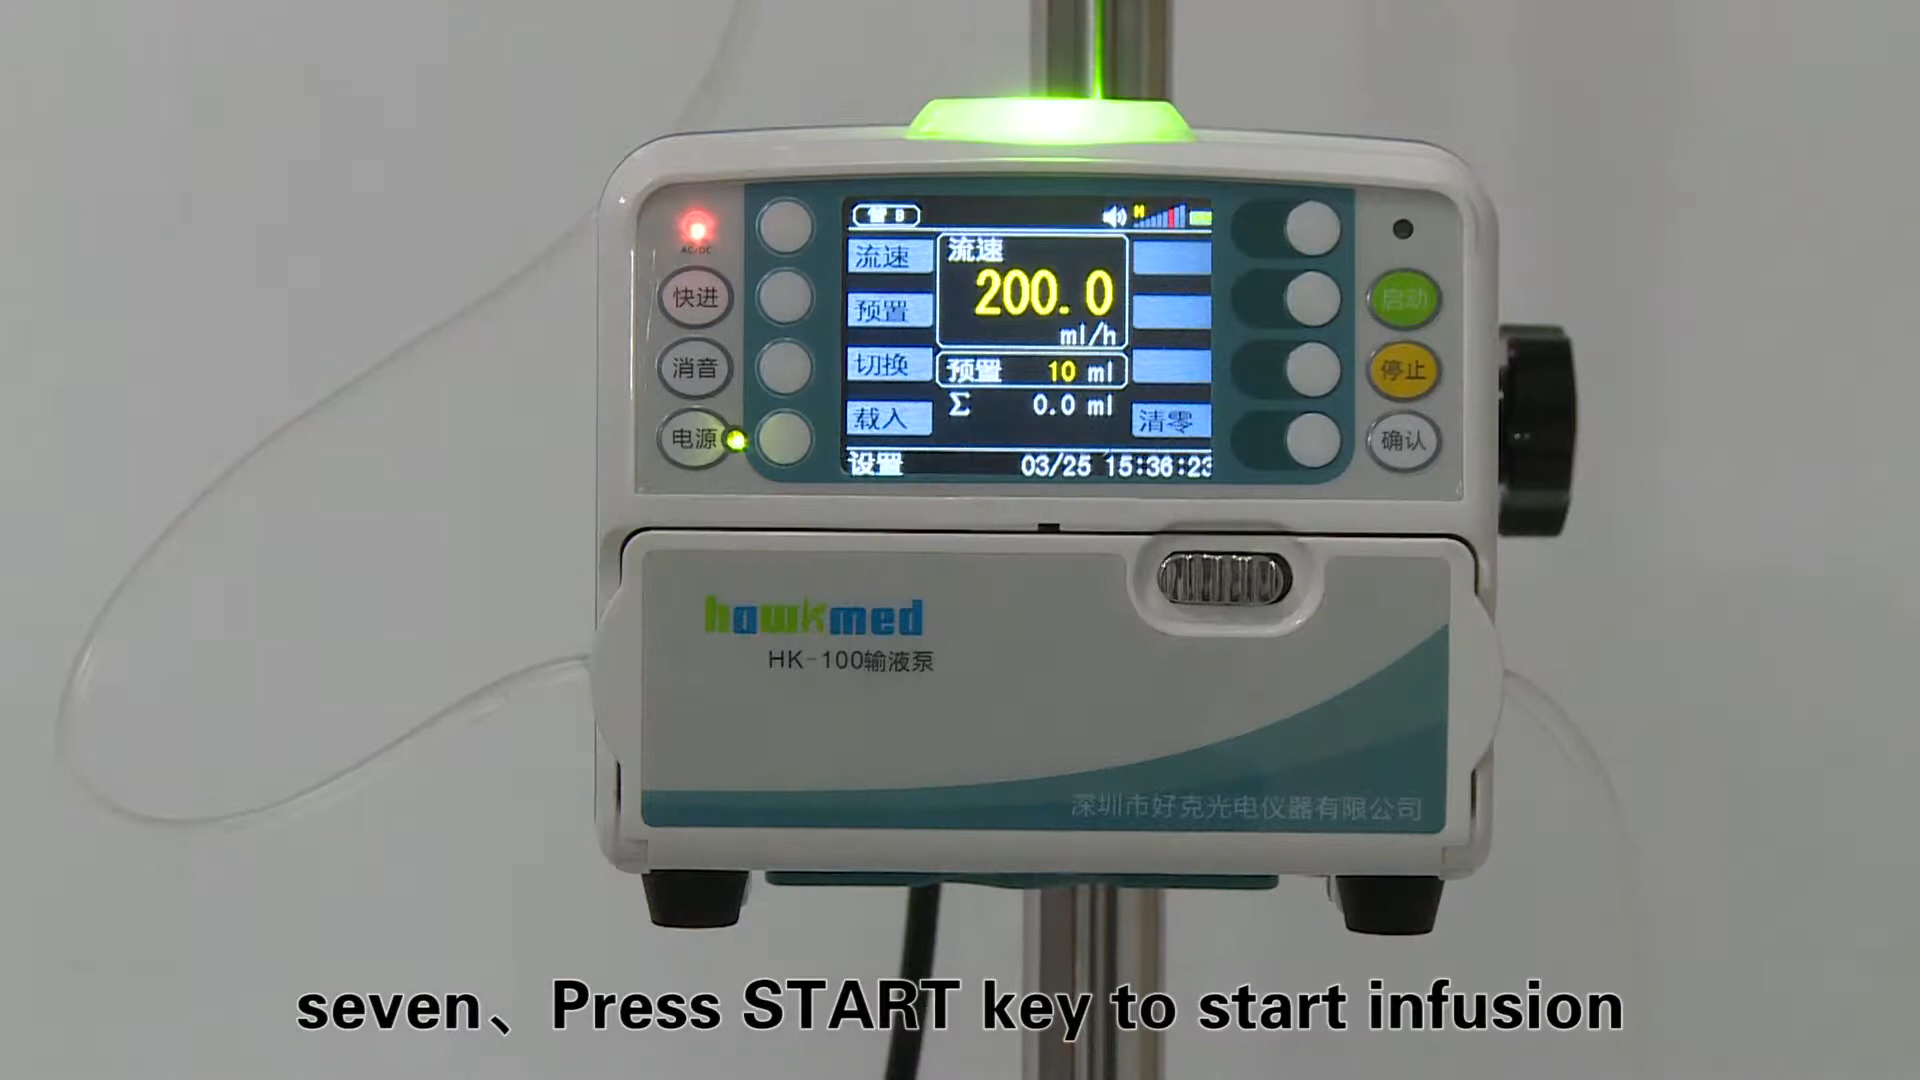 B
H
AC/DC
流速
流速
200.0
ml/h
快进
启动
预置
消音
切换
预置 10 ml
停止
载入
Σ 0.0 ml
清零
电源
确认
设置
03/25 15:36:23
hawkmed
HK-100输液泵
深圳市好克光电仪器有限公司
seven、Press START key to start infusion